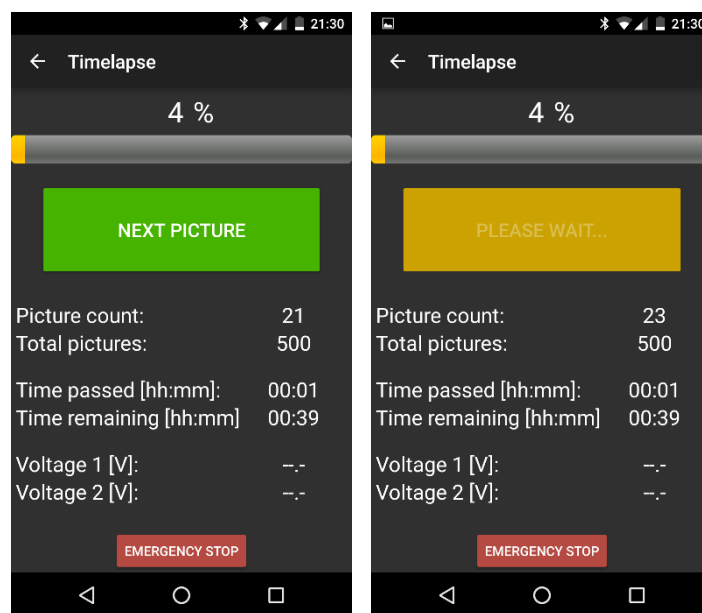 21:30
Timelapse
4 %
NEXT PICTURE
Picture count: 21
Total pictures: 500
Time passed [hh:mm]: 00:01
Time remaining [hh:mm] 00:39
Voltage 1 [V]: --.-
Voltage 2 [V]: --.-
EMERGENCY STOP
21:30
Timelapse
4 %
PLEASE WAIT...
Picture count: 23
Total pictures: 500
Time passed [hh:mm]: 00:01
Time remaining [hh:mm] 00:39
Voltage 1 [V]: --.-
Voltage 2 [V]: --.-
EMERGENCY STOP